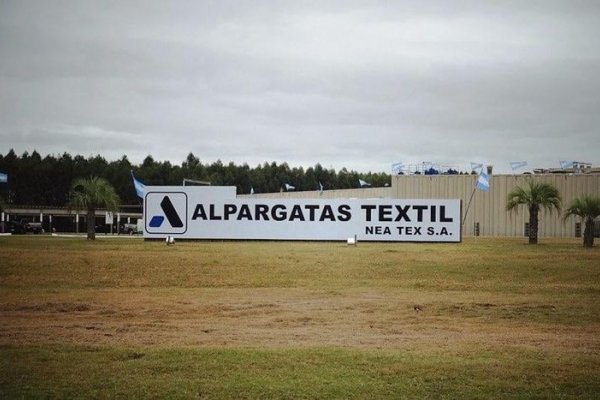 ALPARGATAS TEXTIL
NEA TEX S.A.